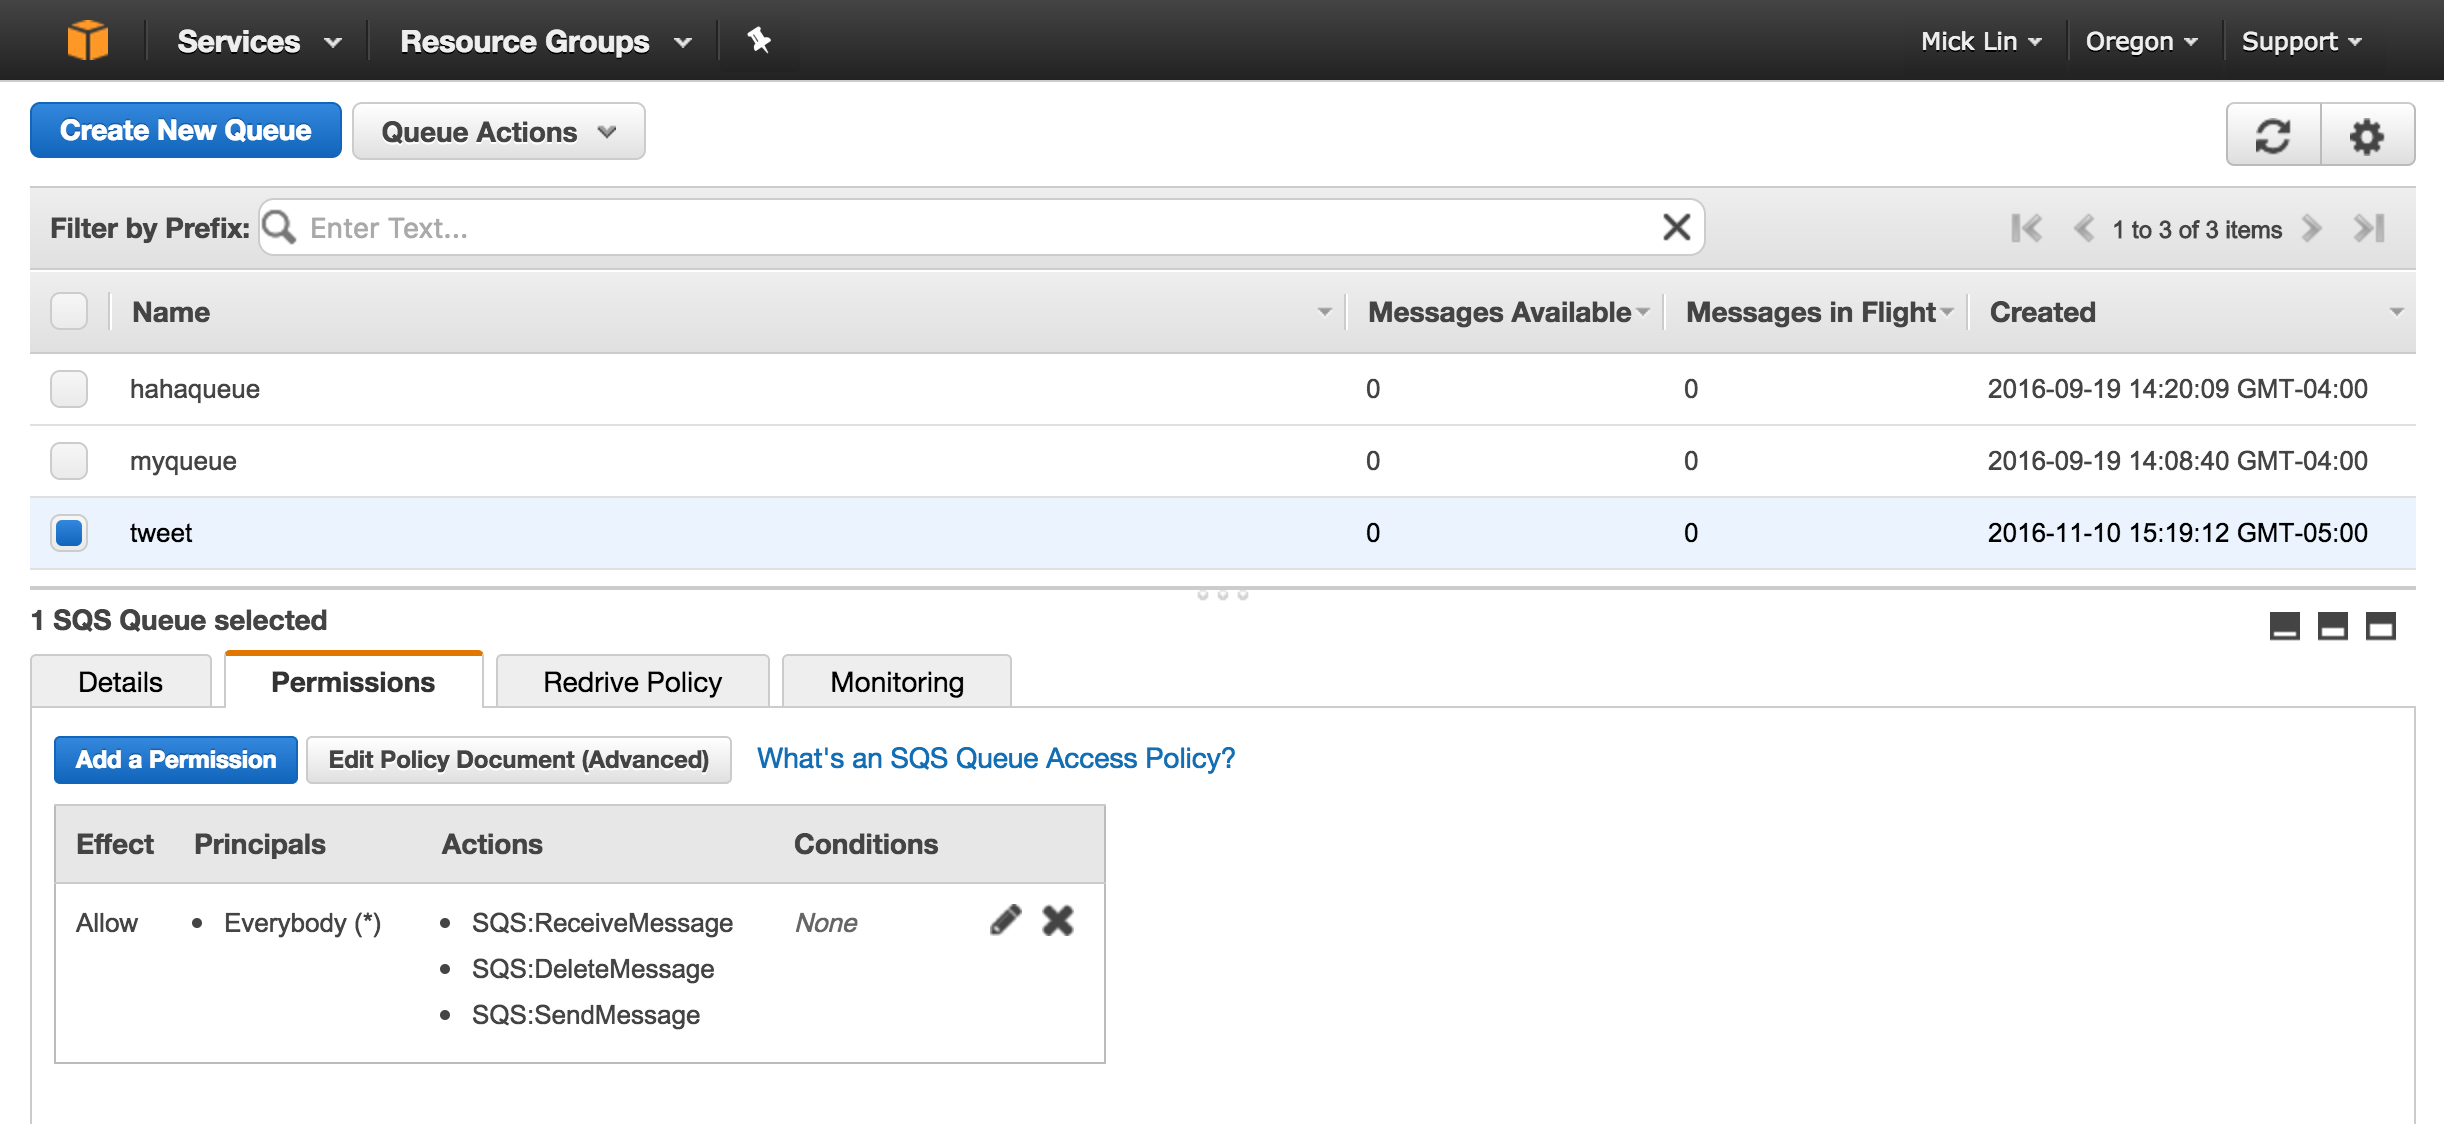 Services Resource Groups Mick Lin Oregon Support
Create New Queue Queue Actions
Filter by Prefix: Enter Text... 1 to 3 of 3 items
Name Messages Available Messages in Flight Created
hahaqueue 0 0 2016-09-19 14:20:09 GMT-04:00
myqueue 0 0 2016-09-19 14:08:40 GMT-04:00
tweet 0 0 2016-11-10 15:19:12 GMT-05:00
1 SQS Queue selected
Details Permissions Redrive Policy Monitoring
Add a Permission Edit Policy Document (Advanced) What's an SQS Queue Access Policy?
Effect Principals Actions Conditions
Allow • Everybody (*) • SQS:ReceiveMessage None
• SQS:DeleteMessage
• SQS:SendMessage